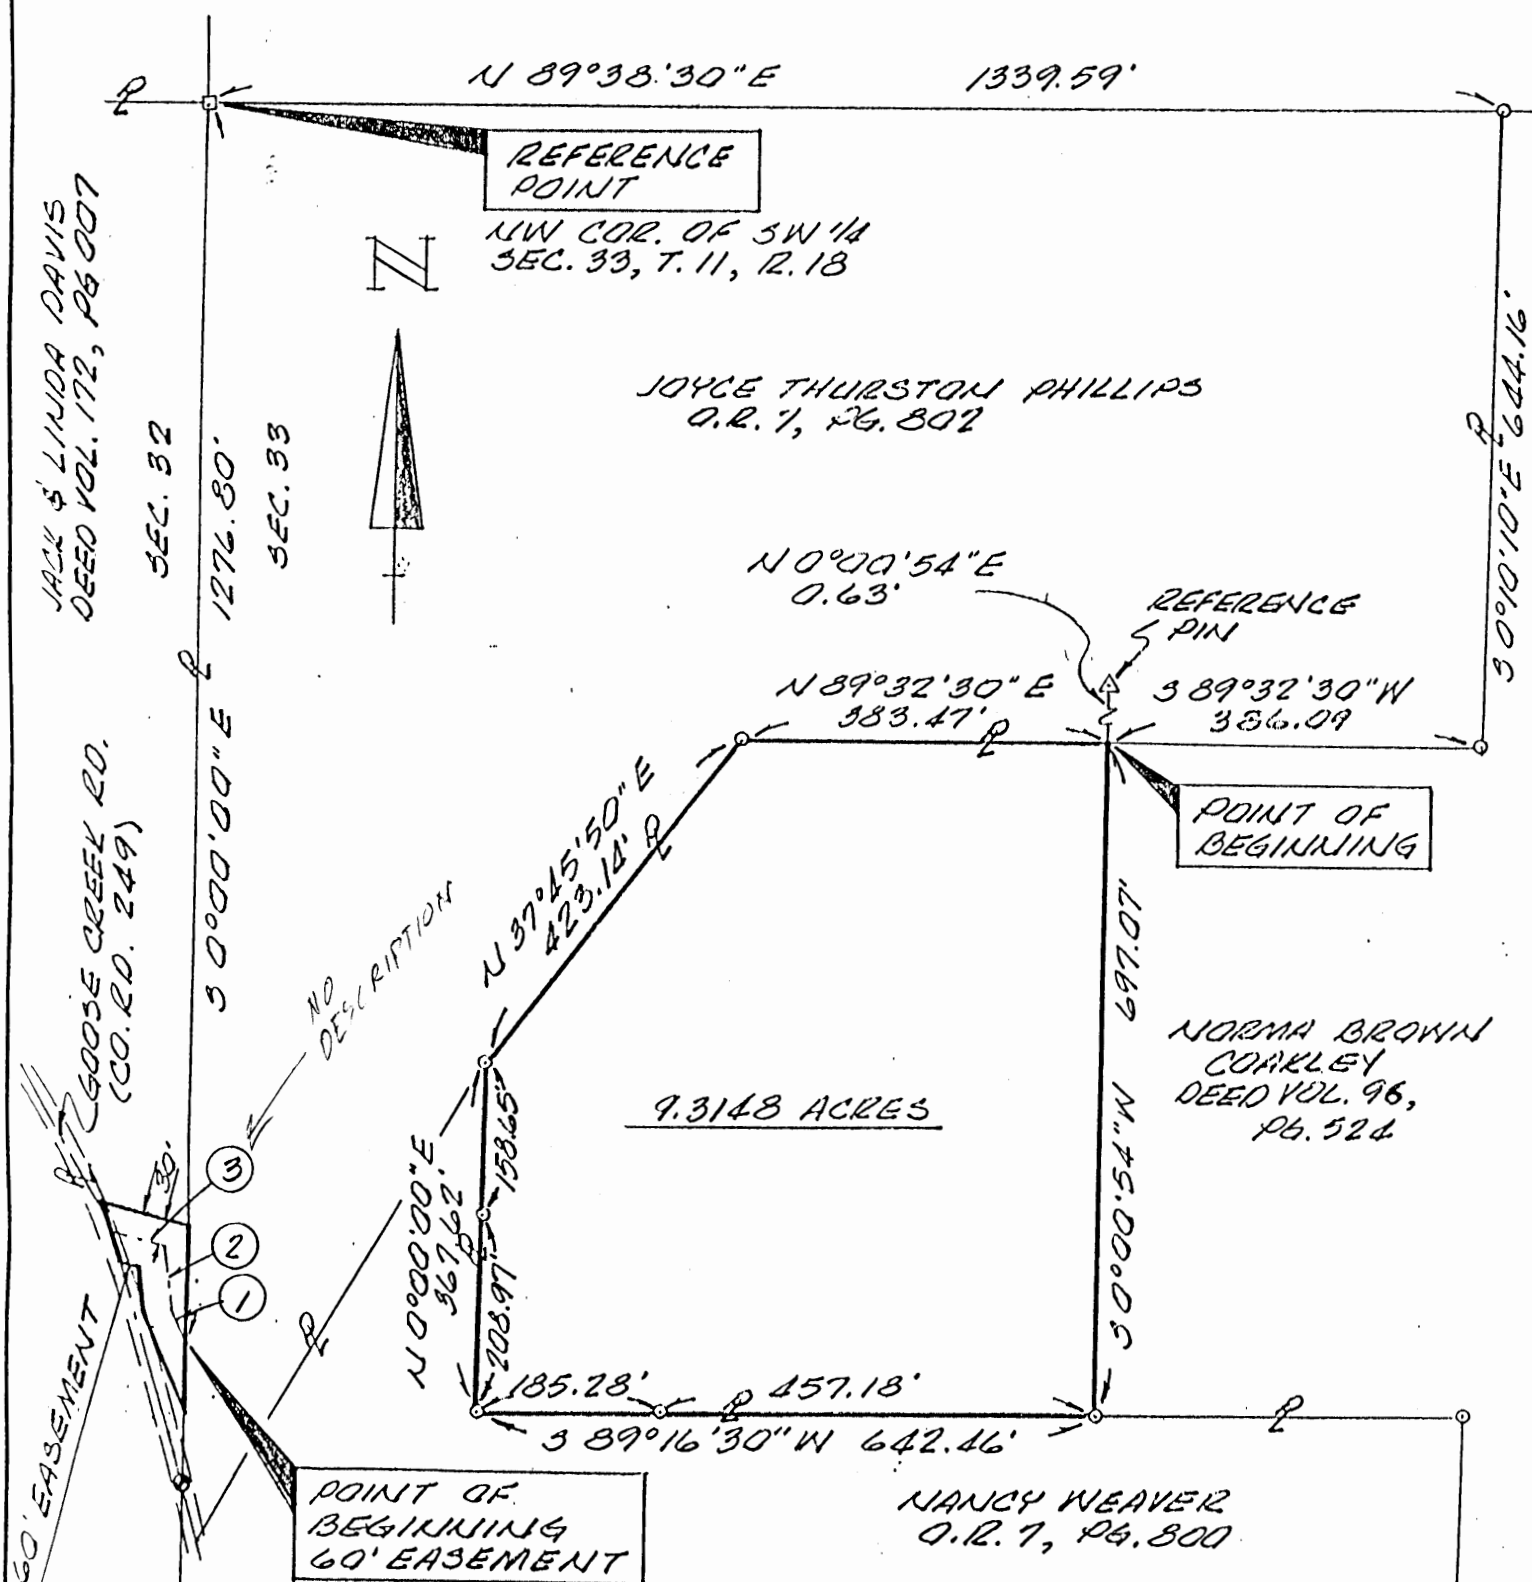 N 89°38'30"E 1339.59'
REFERENCE
POINT
NW COR. OF SW 1/4
SEC. 33, T. 11, R. 18
N
JACK & LINDA DAVIS
DEED VOL. 172, PG 007
SEC. 32
S 0°00'00"E 1276.80'
SEC. 33
JOYCE THURSTON PHILLIPS
O.R. 7, PG. 802
S 0°10'10"E 649.16'
N 0°00'54"E
0.63'
REFERENCE
PIN
N 89°32'30"E
383.47'
S 89°32'30"W
386.09
POINT OF
BEGINNING
N 37°45'50"E
423.14'
GOOSE CREEK RD.
(CO. RD. 249)
NO
DESCRIPTION
S 0°00'54"W 697.07'
NORMA BROWN
COAKLEY
DEED VOL. 96,
PG. 524
9.3148 ACRES
N 0°00'00"E
367.62'
158.65'
208.97'
30'
3
2
1
185.28' 457.18'
S 89°16'30"W 642.46'
60' EASEMENT
POINT OF
BEGINNING
60' EASEMENT
NANCY WEAVER
O.R. 7, PG. 800